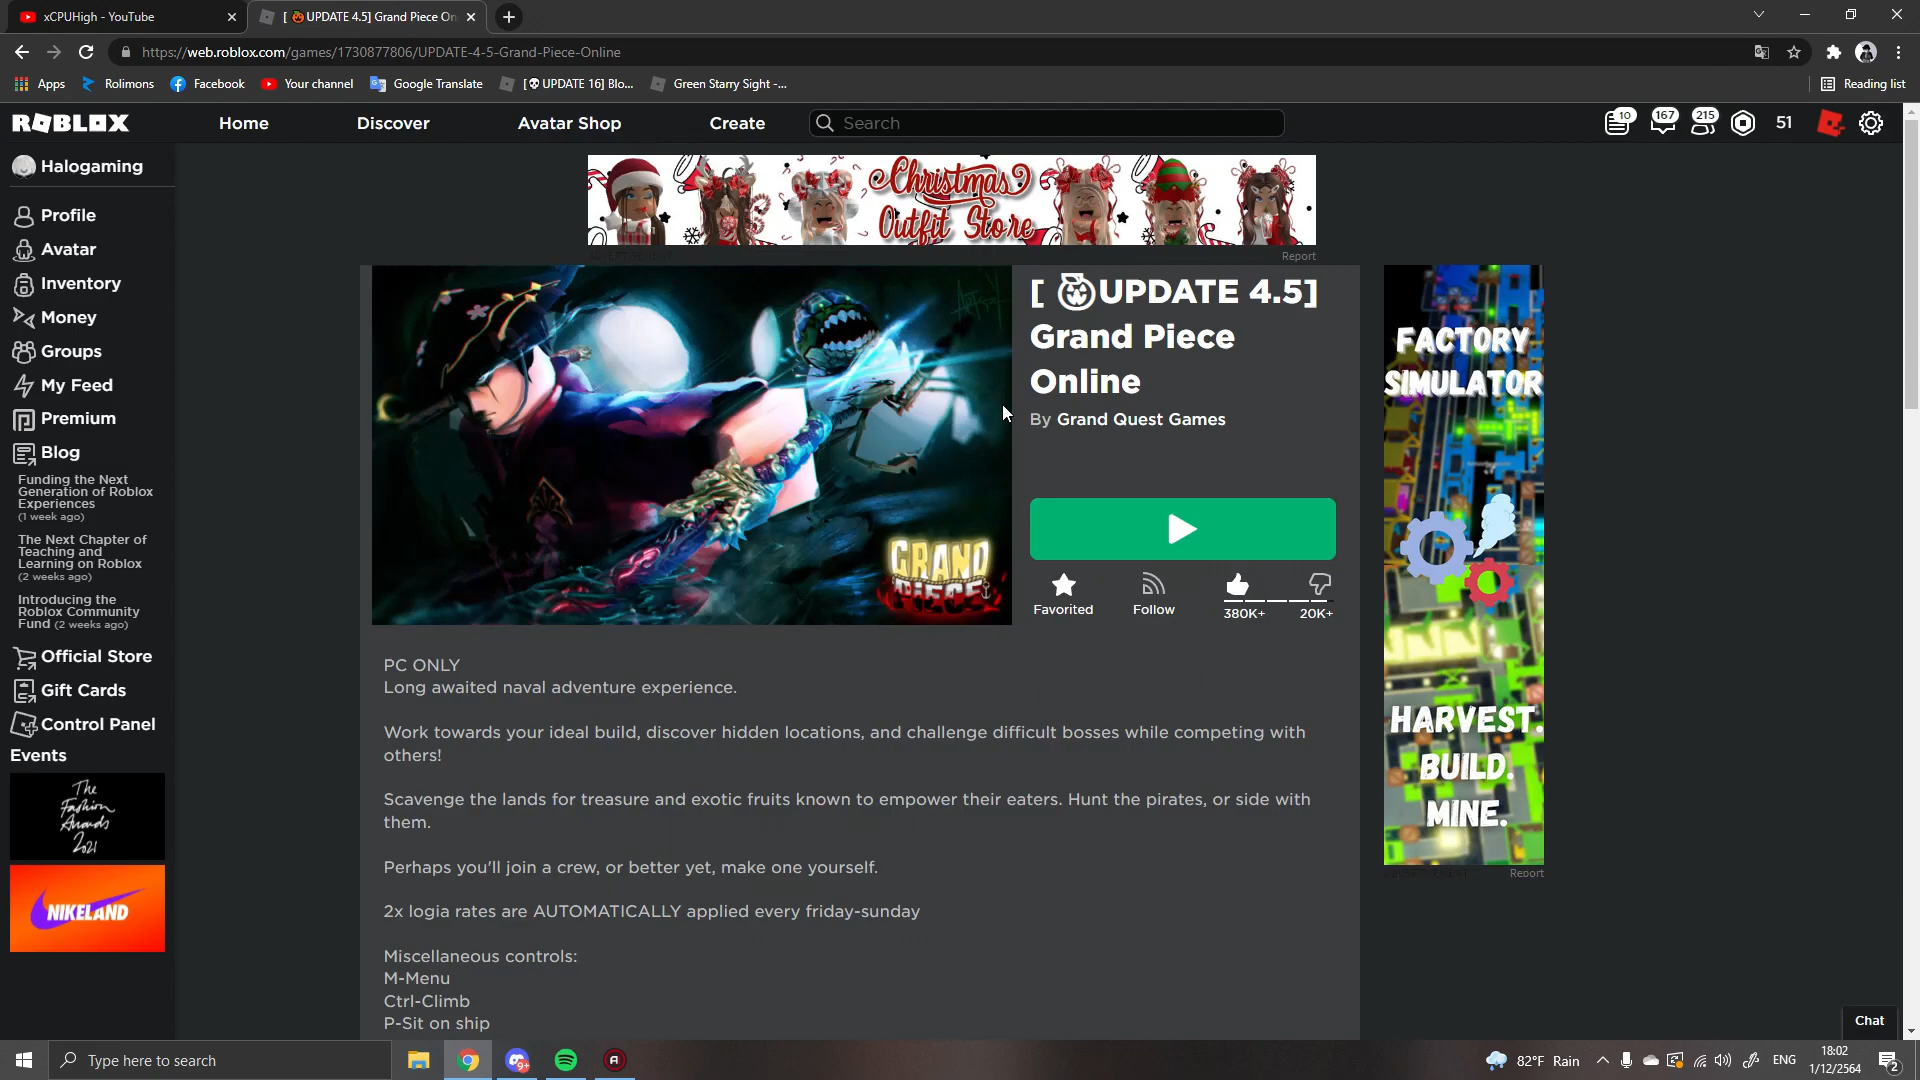 xCPUHigh - YouTube
[ 🎃UPDATE 4.5] Grand Piece On
https://web.roblox.com/games/1730877806/UPDATE-4-5-Grand-Piece-Online
Apps
Rolimons
Facebook
Your channel
Google Translate
[💀UPDATE 16] Blo...
Green Starry Sight -...
Reading list
ROBLOX
Home
Discover
Avatar Shop
Create
Search
10
167
215
51
Halogaming
Profile
Avatar
Inventory
Money
Groups
My Feed
Premium
Blog
Funding the Next
Generation of Roblox
Experiences
(1 week ago)
The Next Chapter of
Teaching and
Learning on Roblox
(2 weeks ago)
Introducing the
Roblox Community
Fund (2 weeks ago)
Official Store
Gift Cards
Control Panel
Events
The
Fashion
Awards
2021
NIKELAND
Christmas
Outfit Store
Report
GRAND
PIECE
[ 🎃UPDATE 4.5]
Grand Piece
Online
By Grand Quest Games
Favorited
Follow
380K+
20K+
PC ONLY
Long awaited naval adventure experience.
Work towards your ideal build, discover hidden locations, and challenge difficult bosses while competing with
others!
Scavenge the lands for treasure and exotic fruits known to empower their eaters. Hunt the pirates, or side with
them.
Perhaps you'll join a crew, or better yet, make one yourself.
2x logia rates are AUTOMATICALLY applied every friday-sunday
Miscellaneous controls:
M-Menu
Ctrl-Climb
P-Sit on ship
FACTORY
SIMULATOR
HARVEST.
BUILD.
MINE.
Report
Chat
Type here to search
9+
82°F Rain
ENG
18:02
1/12/2564
2